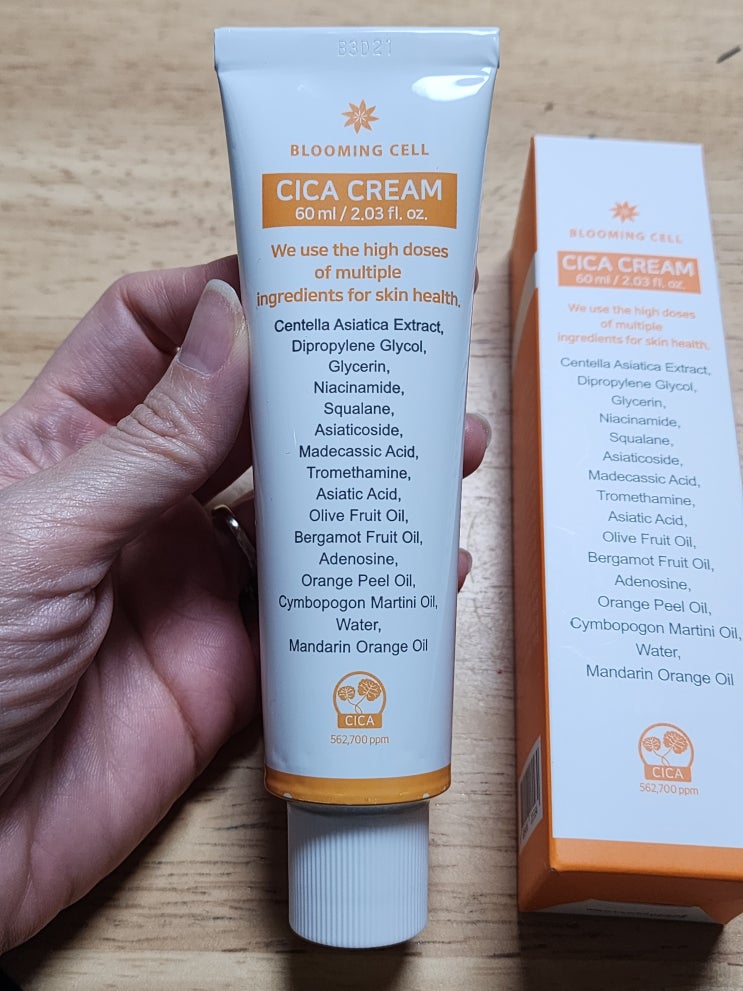 B3D21
BLOOMING CELL
CICA CREAM
60 ml / 2.03 fl. oz.
We use the high doses
of multiple
ingredients for skin health.
Centella Asiatica Extract,
Dipropylene Glycol,
Glycerin,
Niacinamide,
Squalane,
Asiaticoside,
Madecassic Acid,
Tromethamine,
Asiatic Acid,
Olive Fruit Oil,
Bergamot Fruit Oil,
Adenosine,
Orange Peel Oil,
Cymbopogon Martini Oil,
Water,
Mandarin Orange Oil
CICA
562,700 ppm
BLOOMING CELL
CICA CREAM
60 ml / 2.03 fl. oz.
We use the high doses
of multiple
ingredients for skin health.
Centella Asiatica Extract,
Dipropylene Glycol,
Glycerin,
Niacinamide,
Squalane,
Asiaticoside,
Madecassic Acid,
Tromethamine,
Asiatic Acid,
Olive Fruit Oil,
Bergamot Fruit Oil,
Adenosine,
Orange Peel Oil,
Cymbopogon Martini Oil,
Water,
Mandarin Orange Oil
CICA
562,700 ppm